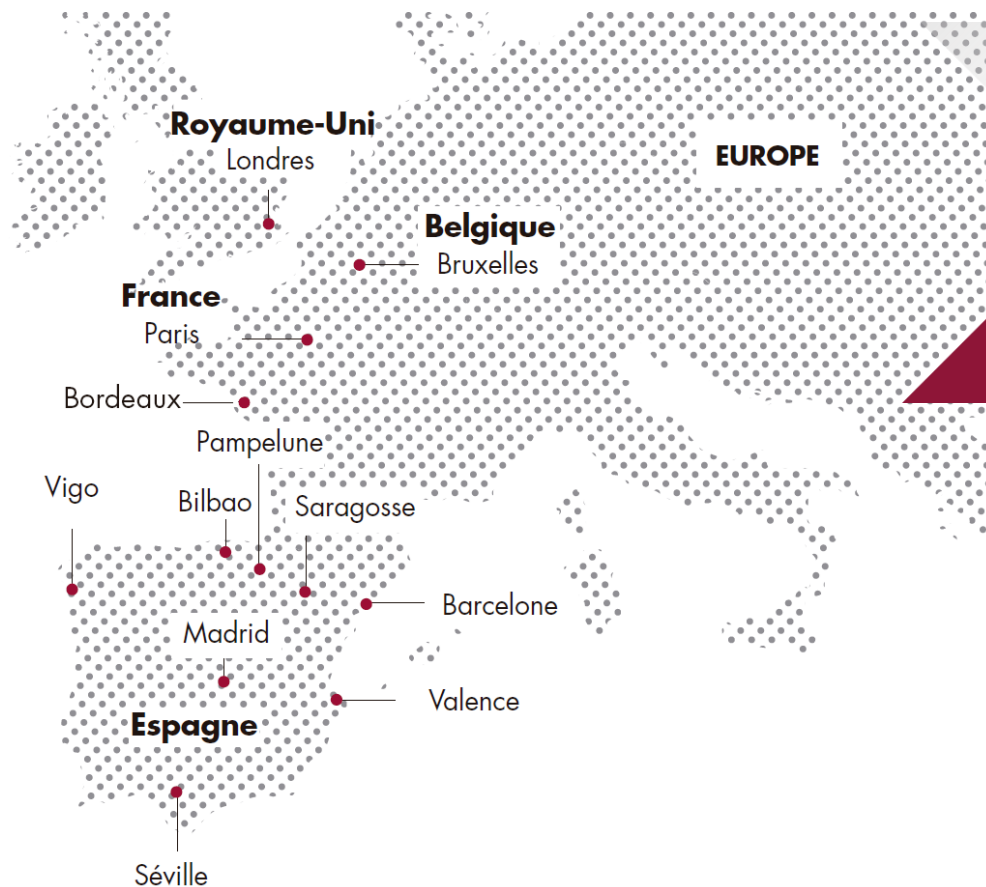 Royaume-Uni
Londres
EUROPE
Belgique
Bruxelles
France
Paris
Bordeaux
Pampelune
Vigo
Bilbao
Saragosse
Barcelone
Madrid
Valence
Espagne
Séville